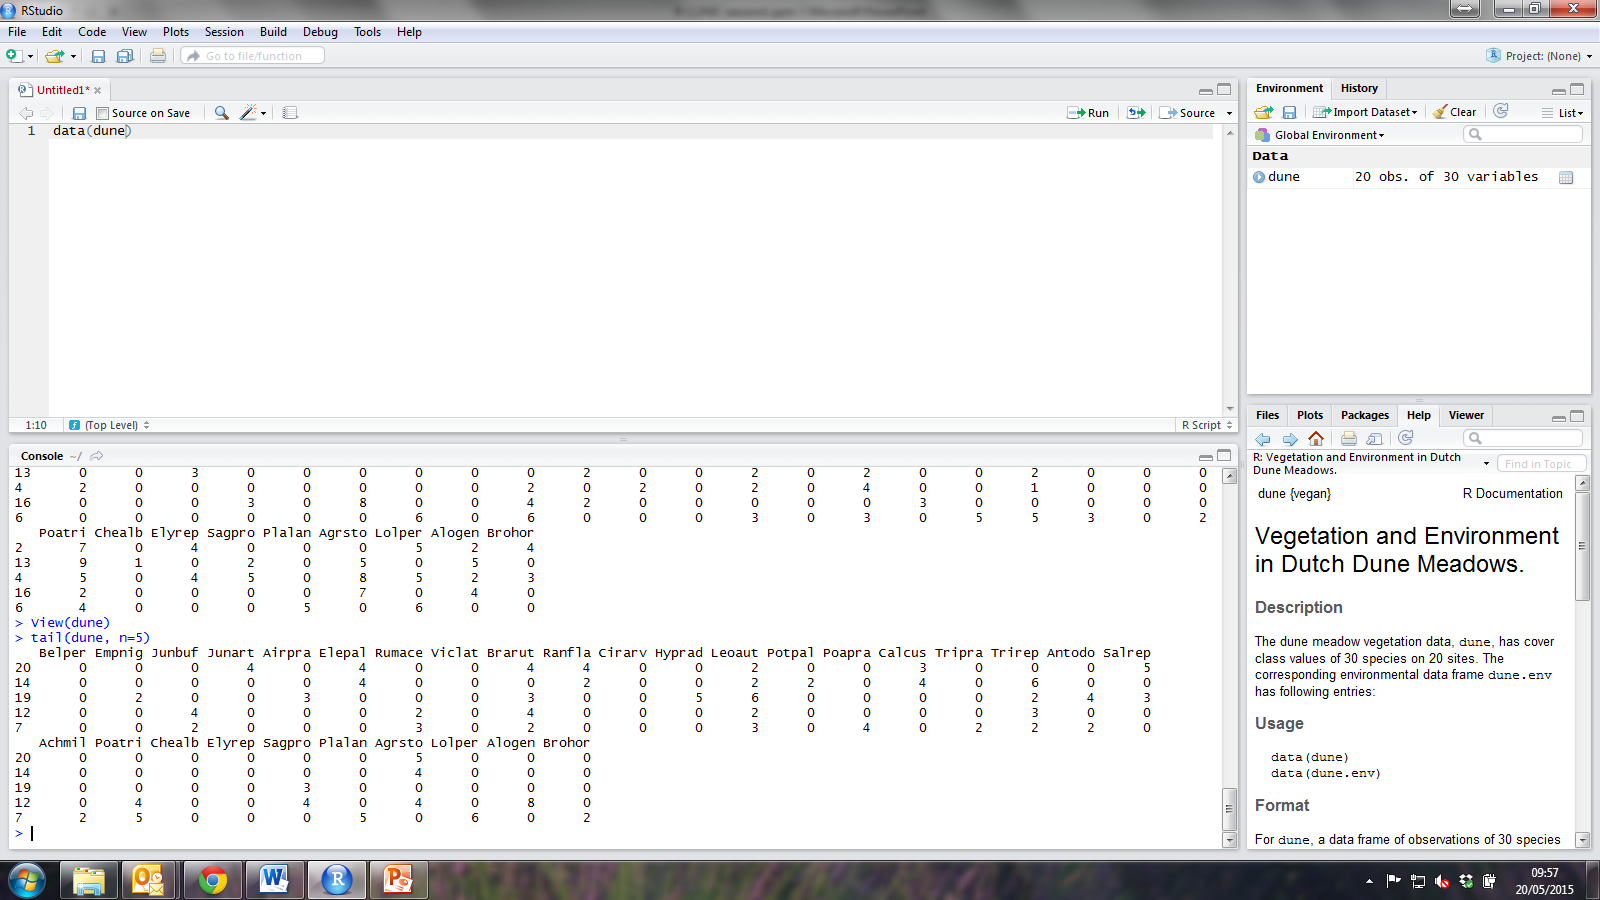 RStudio
File Edit Code View Plots Session Build Debug Tools Help
Go to file/function
Project: (None)
Untitled1*
Source on Save
Run
Source
1 data(dune)
1:10 (Top Level)
R Script
Console ~/
13 0 0 3 0 0 0 0 0 0 2 0 0 2 0 2 0 0 2 0 0 0
4 2 0 0 0 0 0 0 0 2 0 2 0 2 0 4 0 0 1 0 0 0
16 0 0 0 3 0 8 0 0 4 2 0 0 0 0 0 3 0 0 0 0 0
6 0 0 0 0 0 0 6 0 6 0 0 0 3 0 3 0 5 5 3 0 2
Poatri Chealb Elyrep Sagpro Plalan Agrsto Lolper Alogen Brohor
2 7 0 4 0 0 0 5 2 4
13 9 1 0 2 0 5 0 5 0
4 5 0 4 5 0 8 5 2 3
16 2 0 0 0 0 7 0 4 0
6 4 0 0 0 5 0 6 0 0
> View(dune)
> tail(dune, n=5)
Belper Empnig Junbuf Junart Airpra Elepal Rumace Viclat Brarut Ranfla Cirarv Hyprad Leoaut Potpal Poapra Calcus Tripra Trirep Antodo Salrep
20 0 0 0 4 0 4 0 0 4 4 0 0 2 0 0 3 0 0 0 5
14 0 0 0 0 0 4 0 0 0 2 0 0 2 2 0 4 0 6 0 0
19 0 2 0 0 3 0 0 0 3 0 0 5 6 0 0 0 0 2 4 3
12 0 0 4 0 0 0 2 0 4 0 0 0 2 0 0 0 0 3 0 0
7 0 0 2 0 0 0 3 0 2 0 0 0 3 0 4 0 2 2 2 0
Achmil Poatri Chealb Elyrep Sagpro Plalan Agrsto Lolper Alogen Brohor
20 0 0 0 0 0 0 5 0 0 0
14 0 0 0 0 0 0 4 0 0 0
19 0 0 0 0 3 0 0 0 0 0
12 0 4 0 0 4 0 4 0 8 0
7 2 5 0 0 0 5 0 6 0 2
>
Environment History
Import Dataset Clear List
Global Environment
Data
dune 20 obs. of 30 variables
Files Plots Packages Help Viewer
R: Vegetation and Environment in Dutch
Dune Meadows.
Find in Topic
dune {vegan} R Documentation
Vegetation and Environment
in Dutch Dune Meadows.
Description
The dune meadow vegetation data, dune, has cover
class values of 30 species on 20 sites. The
corresponding environmental data frame dune.env
has following entries:
Usage
data(dune)
data(dune.env)
Format
For dune, a data frame of observations of 30 species
09:57
20/05/2015